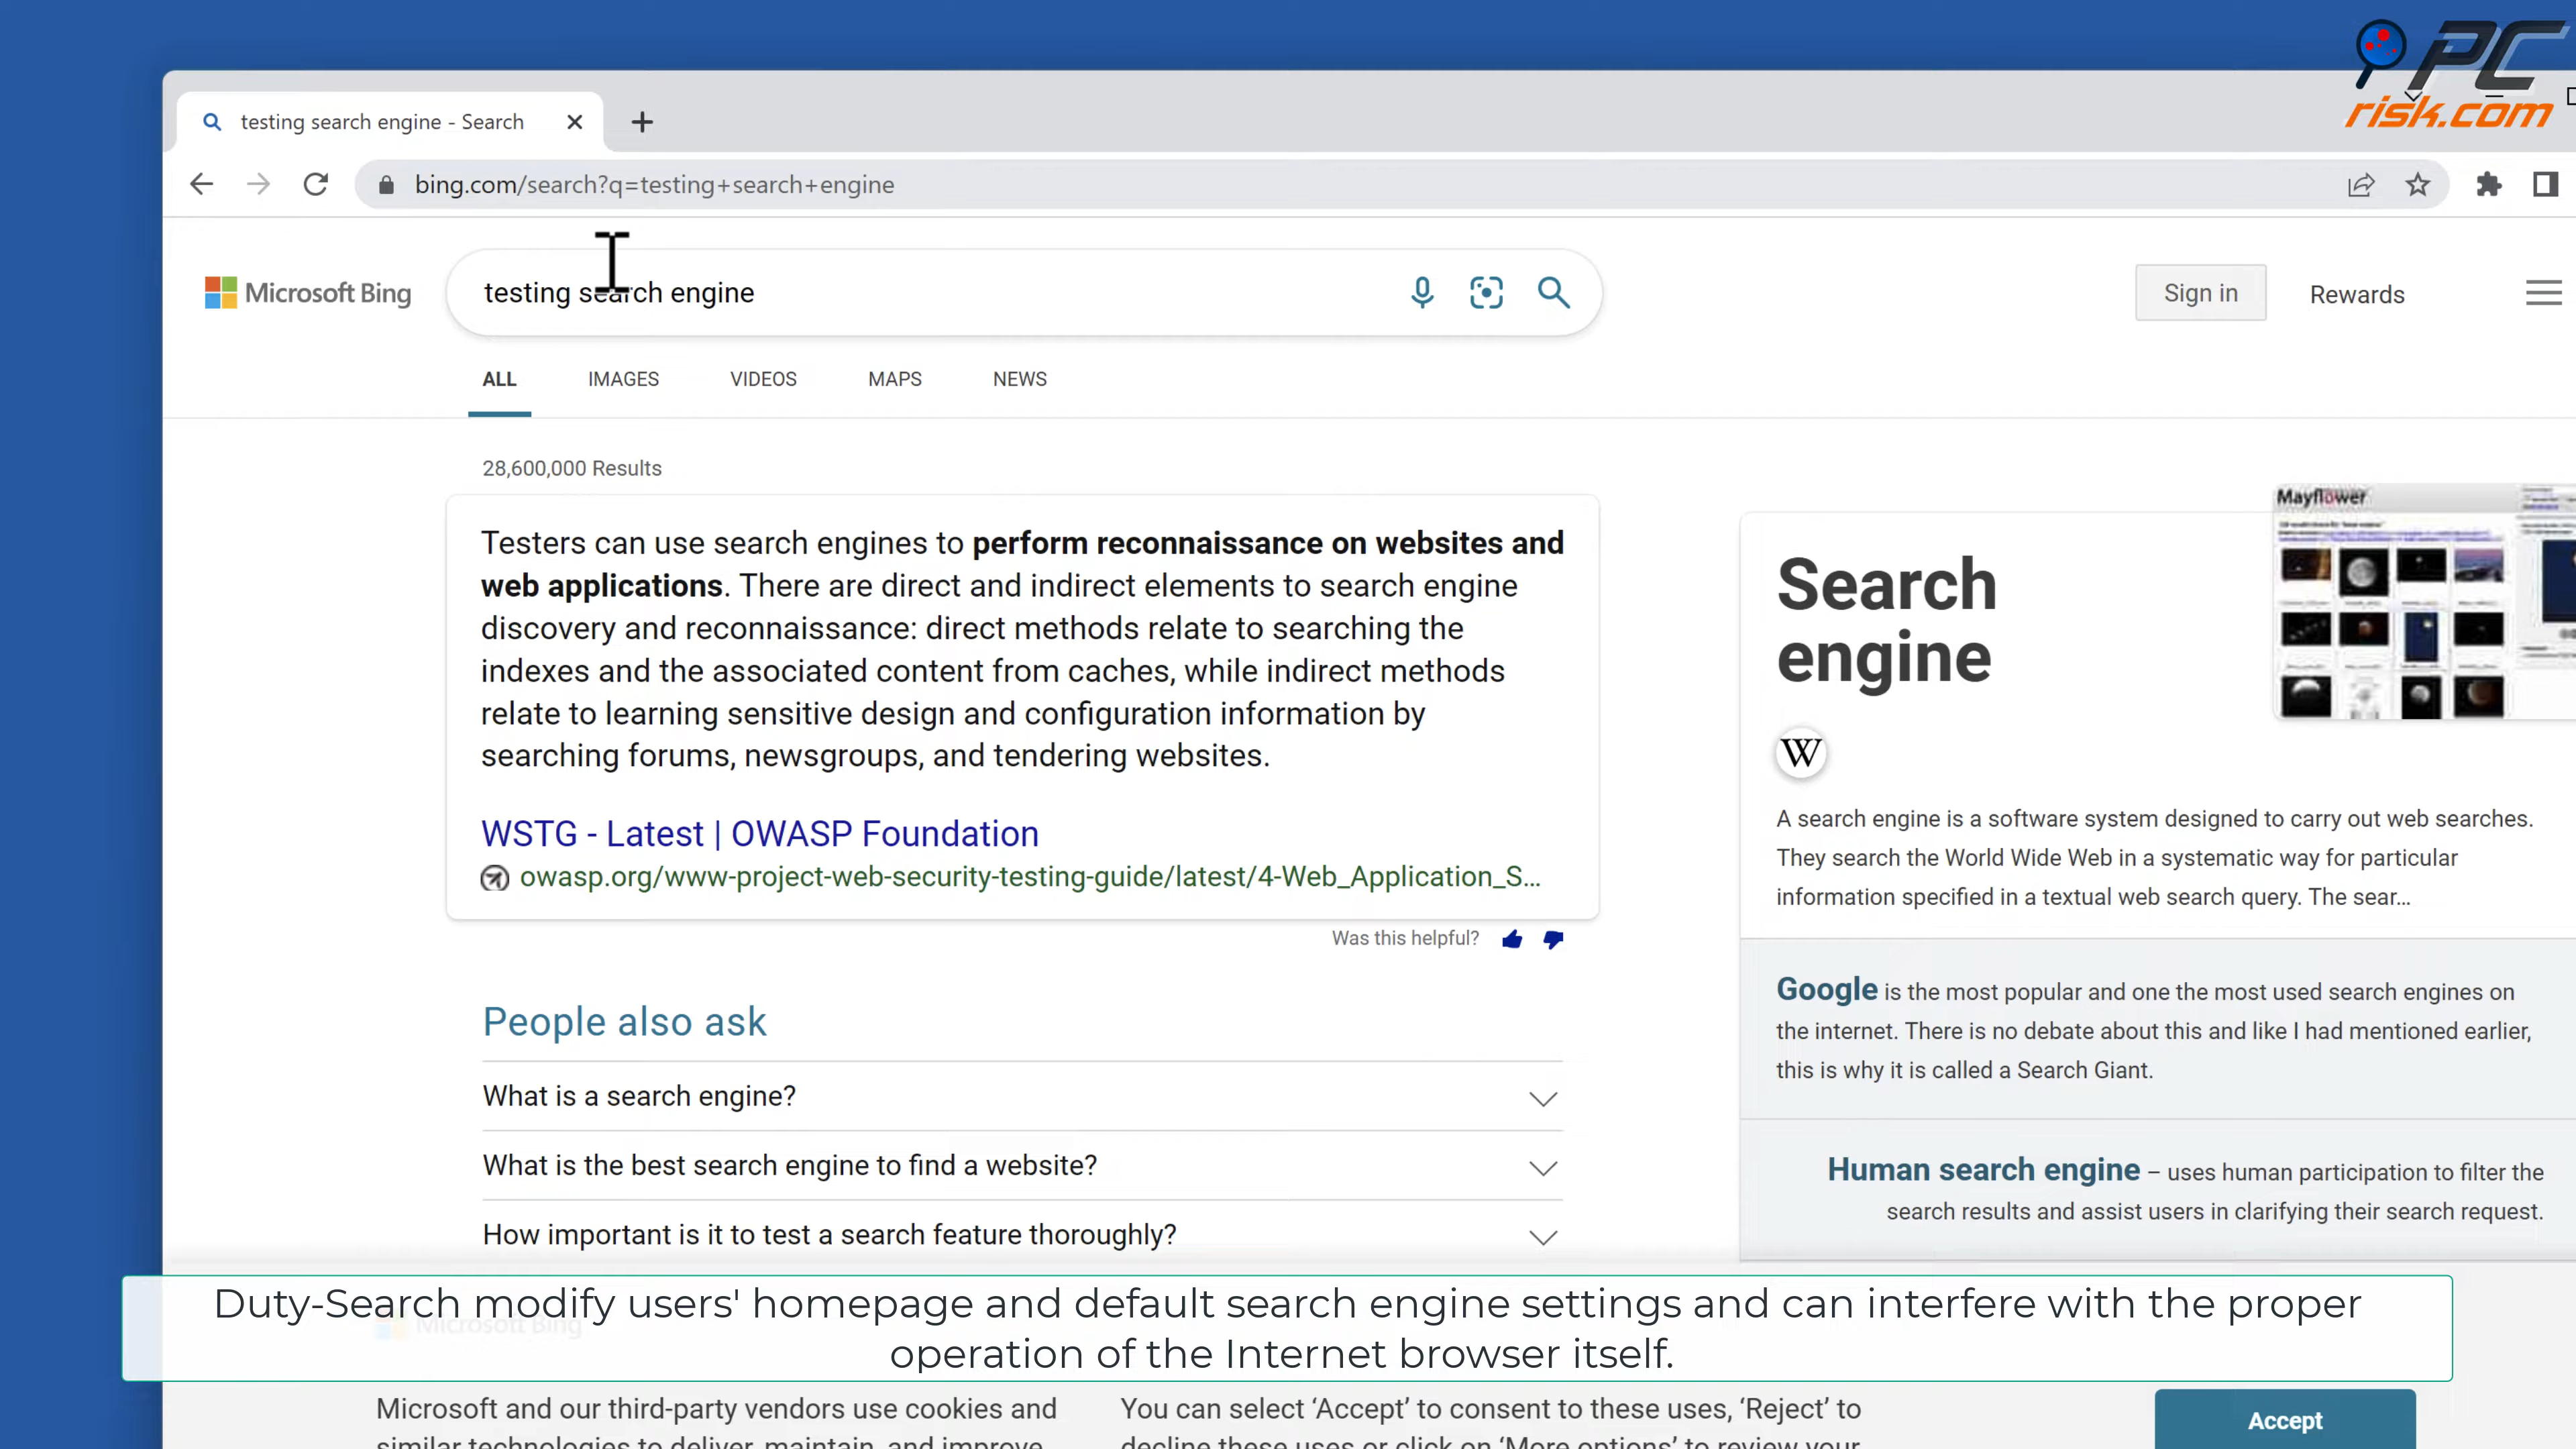 PC
risk.com
testing search engine - Search
bing.com/search?q=testing+search+engine
Microsoft Bing
testing search engine
Sign in
Rewards
ALL
IMAGES
VIDEOS
MAPS
NEWS
28,600,000 Results
Testers can use search engines to perform reconnaissance on websites and
web applications. There are direct and indirect elements to search engine
discovery and reconnaissance: direct methods relate to searching the
indexes and the associated content from caches, while indirect methods
relate to learning sensitive design and configuration information by
searching forums, newsgroups, and tendering websites.
WSTG - Latest | OWASP Foundation
owasp.org/www-project-web-security-testing-guide/latest/4-Web_Application_S...
Was this helpful?
People also ask
What is a search engine?
What is the best search engine to find a website?
How important is it to test a search feature thoroughly?
Mayflower
Search
engine
W
A search engine is a software system designed to carry out web searches.
They search the World Wide Web in a systematic way for particular
information specified in a textual web search query. The sear...
Google is the most popular and one the most used search engines on
the internet. There is no debate about this and like I had mentioned earlier,
this is why it is called a Search Giant.
Human search engine – uses human participation to filter the
search results and assist users in clarifying their search request.
Duty-Search modify users' homepage and default search engine settings and can interfere with the proper
operation of the Internet browser itself.
Microsoft Bing
Microsoft and our third-party vendors use cookies and
similar technologies to deliver, maintain, and improve
You can select ‘Accept’ to consent to these uses, ‘Reject’ to
decline these uses or click on ‘More options’ to review your
Accept